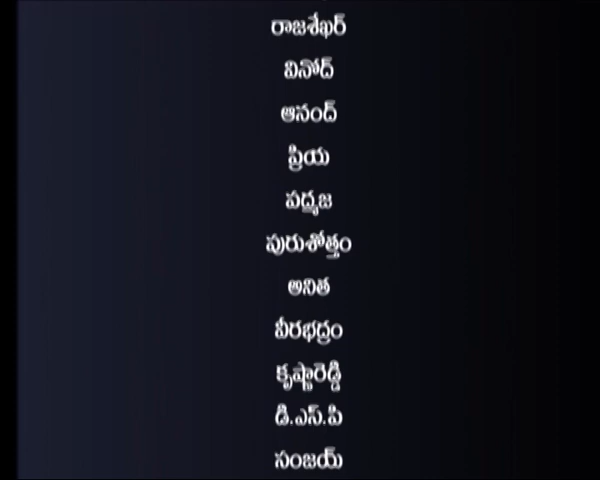 రాజశేఖర్
వినోద్
ఆనంద్
ప్రియ
పద్మజ
పురుశోత్తం
అనిత
వీరభద్రం
కృష్ణారెడ్డి
డి.ఎస్.పి
సంజయ్